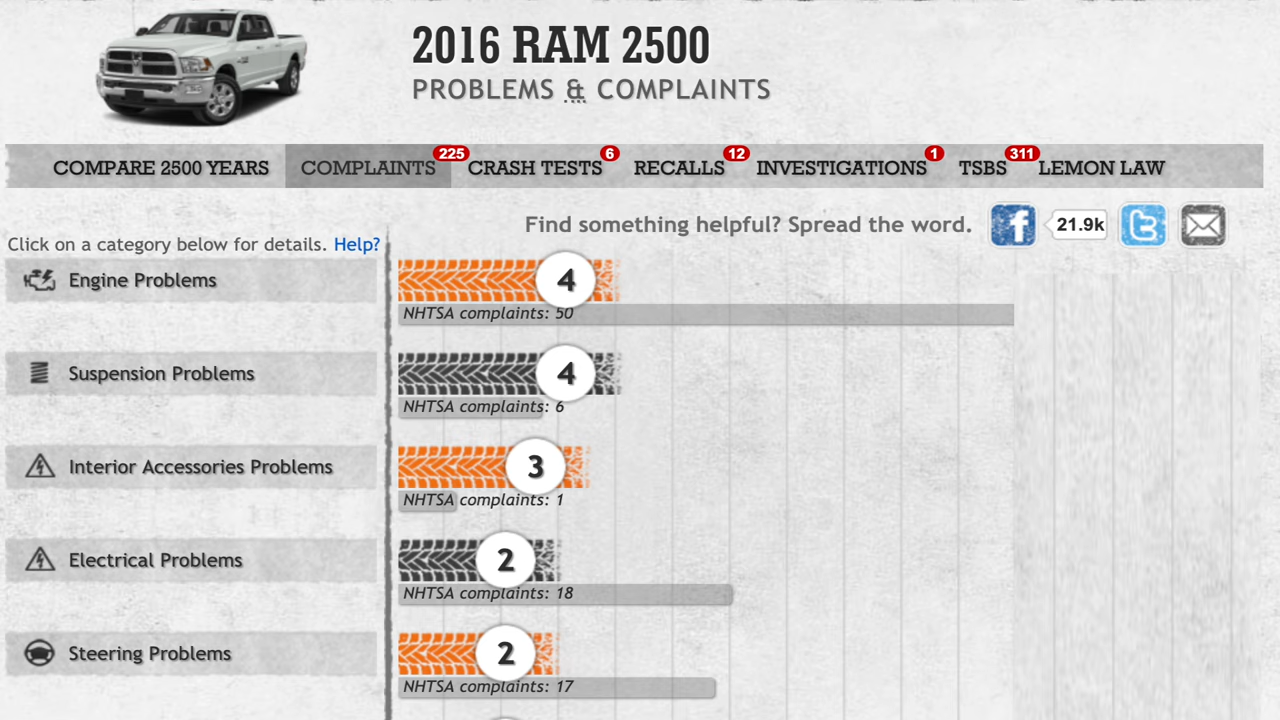 2016 RAM 2500
PROBLEMS & COMPLAINTS
COMPARE 2500 YEARS COMPLAINTS 225 CRASH TESTS 6 RECALLS 12 INVESTIGATIONS 1 TSBS 311 LEMON LAW
Find something helpful? Spread the word. f 21.9k t
Click on a category below for details. Help?
Engine Problems 4
NHTSA complaints: 50
Suspension Problems 4
NHTSA complaints: 6
Interior Accessories Problems 3
NHTSA complaints: 1
Electrical Problems 2
NHTSA complaints: 18
Steering Problems 2
NHTSA complaints: 17